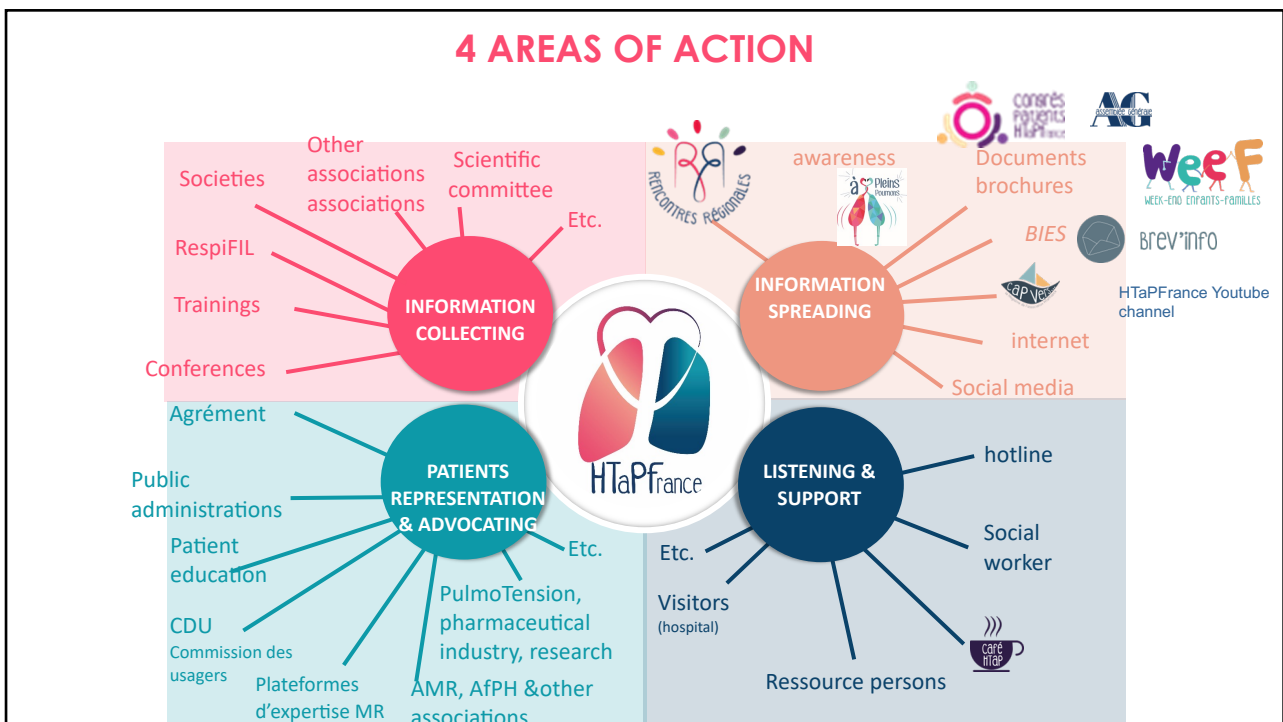 4 AREAS OF ACTION
Societies
Other
associations
associations
Scientific
committee
Etc.
RespiFIL
Trainings
Conferences
INFORMATION
COLLECTING
RENCONTRES RÉGIONALES
awareness
à Pleins
Poumons
CONGRÈS
PATIENTS
HTaPFrance
AG
assemblée générale
Documents
brochures
WeeF
WEEK-END ENFANTS-FAMILLES
BIES
BREV'INFO
CaP Vers
HTaPFrance Youtube
channel
internet
Social media
INFORMATION
SPREADING
HTaPFrance
Agrément
Public
administrations
Patient
education
CDU
Commission des
usagers
Plateformes
d'expertise MR
AMR, AfPH &other
associations
PulmoTension,
pharmaceutical
industry, research
Etc.
PATIENTS
REPRESENTATION
& ADVOCATING
LISTENING &
SUPPORT
hotline
Social
worker
CAFÉ
HTAP
Ressource persons
Visitors
(hospital)
Etc.